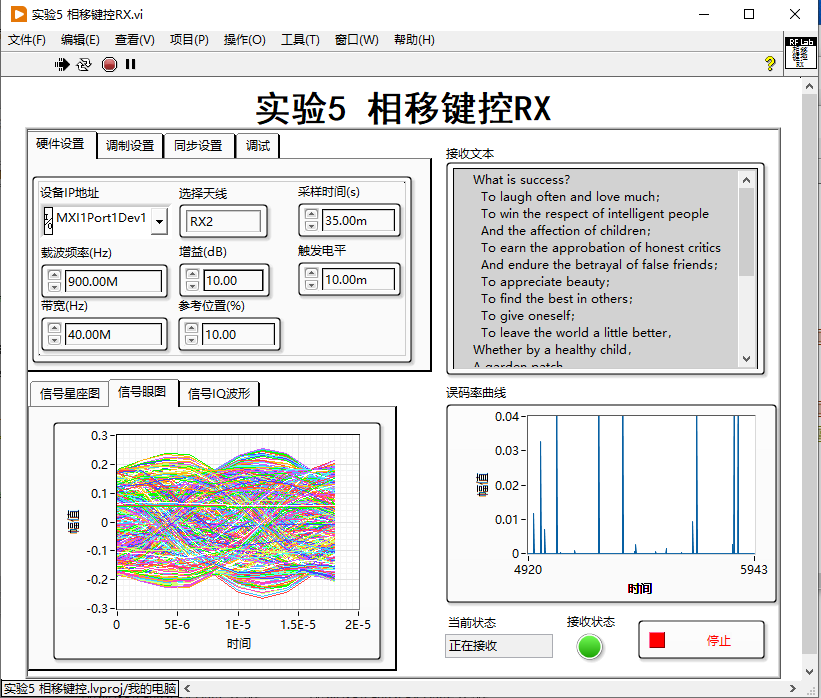 实验5 相移键控RX.vi
文件(F) 编辑(E) 查看(V) 项目(P) 操作(O) 工具(T) 窗口(W) 帮助(H)
RF Lab
相移
键控
RX
实验5 相移键控RX
硬件设置 调制设置 同步设置 调试
设备IP地址 选择天线 采样时间(s)
MXI1Port1Dev1 RX2 35.00m
载波频率(Hz) 增益(dB) 触发电平
900.00M 10.00 10.00m
带宽(Hz) 参考位置(%)
40.00M 10.00
接收文本
What is success?
To laugh often and love much;
To win the respect of intelligent people
And the affection of children;
To earn the approbation of honest critics
And endure the betrayal of false friends;
To appreciate beauty;
To find the best in others;
To give oneself;
To leave the world a little better,
Whether by a healthy child,
A garden patch
信号星座图 信号眼图 信号IQ波形
0.3
0.2
0.1
0
-0.1
-0.2
-0.3
幅值
0 5E-6 1E-5 1.5E-5 2E-5
时间
误码率曲线
0.04
0.03
0.02
0.01
0
幅值
4920 5943
时间
当前状态 接收状态
正在接收 停止
实验5 相移键控.lvproj/我的电脑